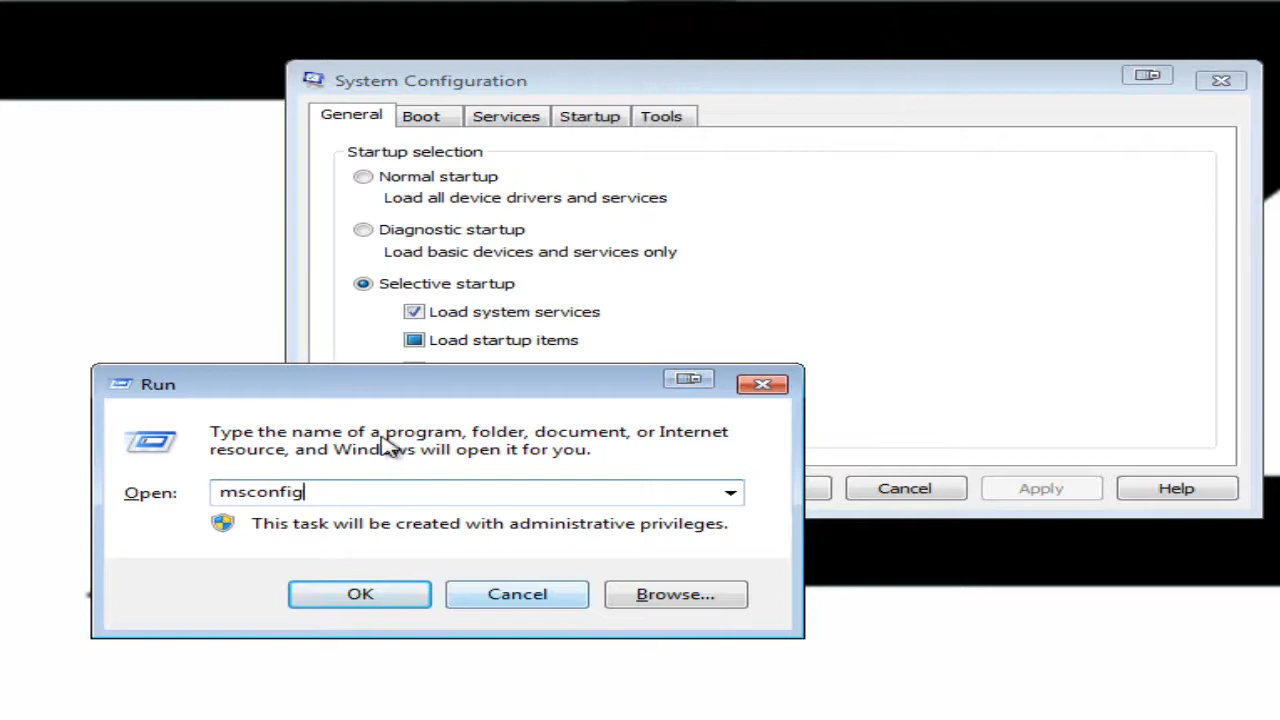 System Configuration
General Boot Services Startup Tools
Startup selection
Normal startup
Load all device drivers and services
Diagnostic startup
Load basic devices and services only
Selective startup
Load system services
Load startup items
Cancel Apply Help
Run
Type the name of a program, folder, document, or Internet
resource, and Windows will open it for you.
Open: msconfig
This task will be created with administrative privileges.
OK Cancel Browse...